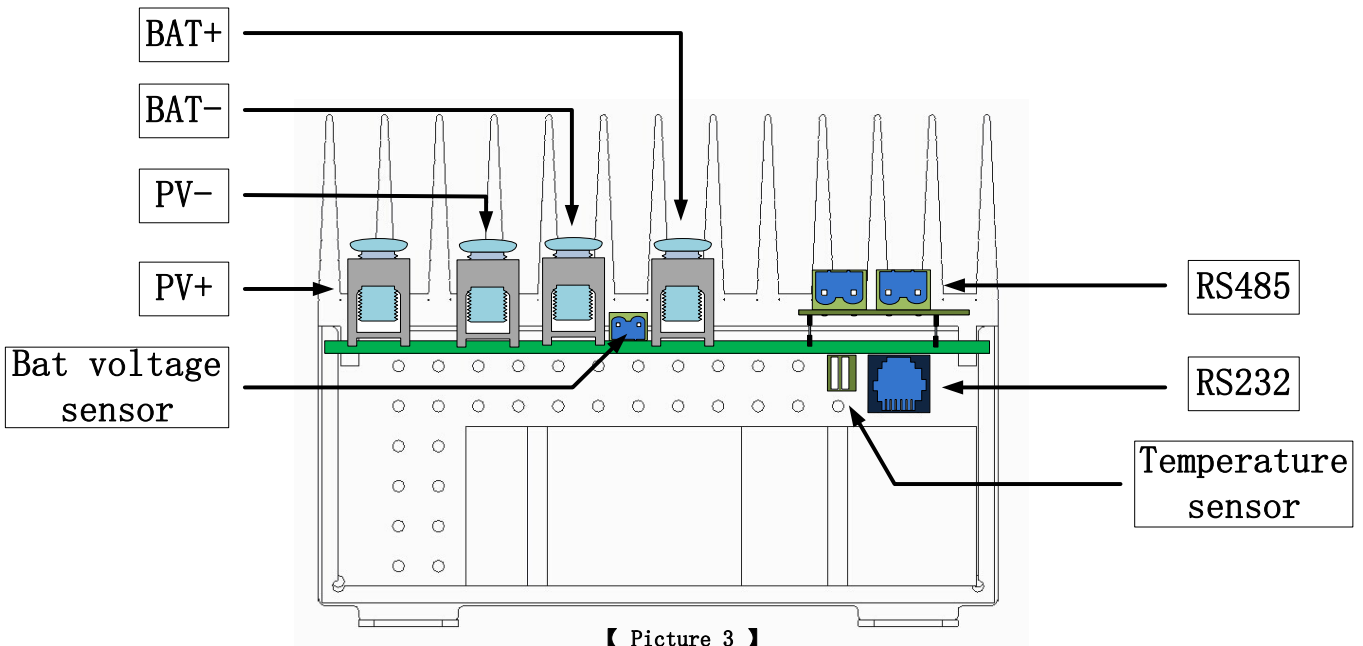 BAT+
BAT-
PV-
PV+
Bat voltage
sensor
RS485
RS232
Temperature
sensor
【 Picture 3 】